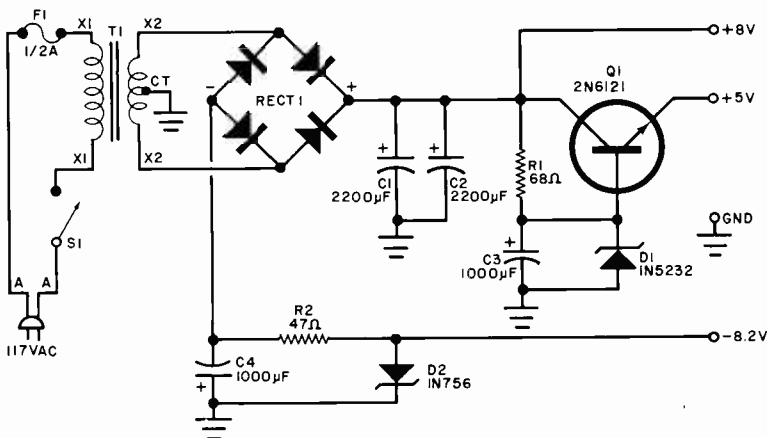 F1
1/2A
X1
T1
X2
CT
X1
X2
S1
A
A
117VAC
-
+
RECT 1
+
C1
2200µF
+
C2
2200µF
R1
68Ω
+
C3
1000µF
Q1
2N6121
D1
1N5232
+8V
+5V
GND
R2
47Ω
C4
1000µF
+
D2
1N756
-8.2V